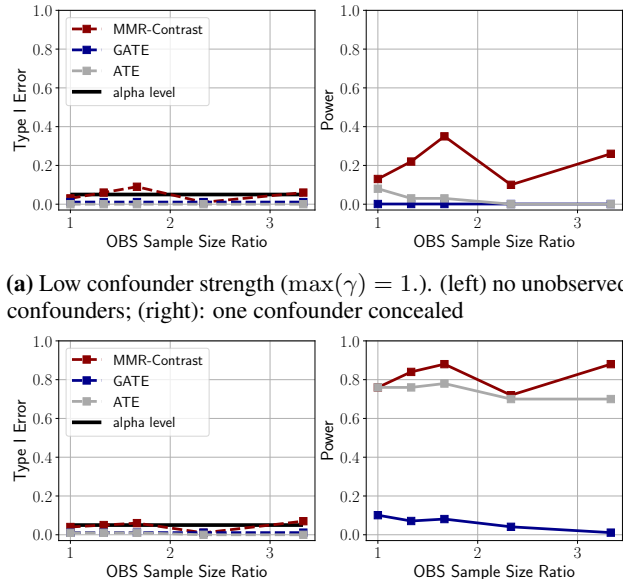 1.0
0.8
0.6
0.4
0.2
0.0
Type I Error
MMR-Contrast
GATE
ATE
alpha level
1 2 3
OBS Sample Size Ratio
1.0
0.8
0.6
0.4
0.2
0.0
Power
1 2 3
OBS Sample Size Ratio
(a) Low confounder strength (max(γ) = 1.). (left) no unobserved
confounders; (right): one confounder concealed
1.0
0.8
0.6
0.4
0.2
0.0
Type I Error
MMR-Contrast
GATE
ATE
alpha level
1 2 3
OBS Sample Size Ratio
1.0
0.8
0.6
0.4
0.2
0.0
Power
1 2 3
OBS Sample Size Ratio